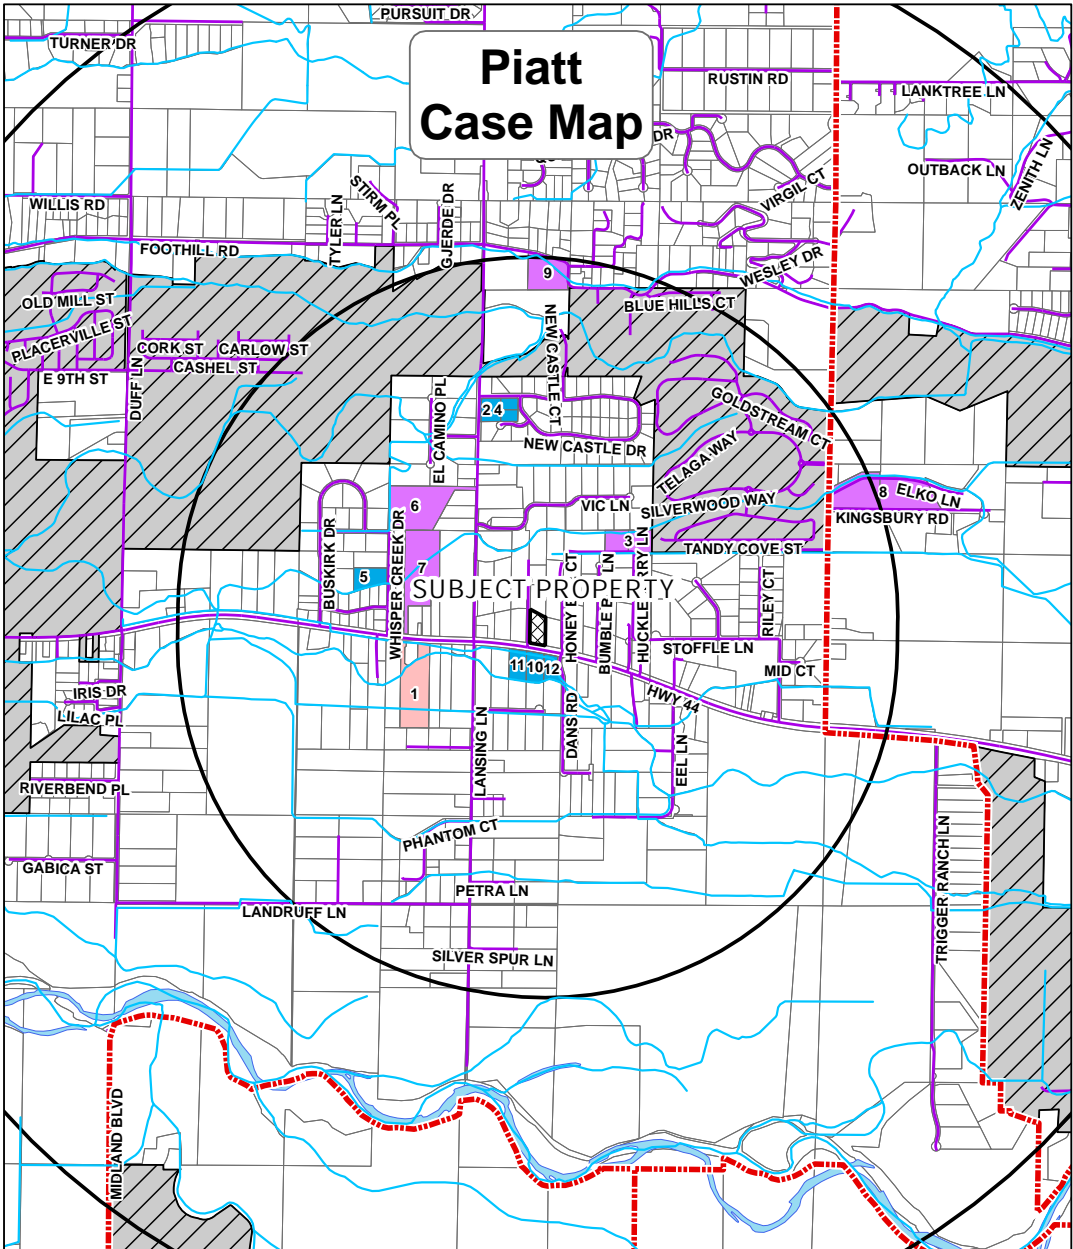 PURSUIT DR
TURNER DR
Piatt
Case Map
RUSTIN RD
LANKTREE LN
DR
OUTBACK LN
ZENITH LN
VIRGIL CT
STIRM PL
WILLIS RD
TYLER LN
GJERDE DR
FOOTHILL RD
WESLEY DR
9
OLD MILL ST
BLUE HILLS CT
PLACERVILLE ST
NEW CASTLE CT
CORK ST
CARLOW ST
CASHEL ST
E 9TH ST
DUFF LN
EL CAMINO PL
2 4
GOLDSTREAM CT
NEW CASTLE DR
TELAGA WAY
6
VIC LN
SILVERWOOD WAY
8
ELKO LN
KINGSBURY RD
BUSKIRK DR
WHISPER CREEK DR
3
TANDY COVE ST
5
7
SUBJECT PROPERTY
RILEY CT
STOFFLE LN
11 10 12
MID CT
IRIS DR
1
HWY 44
LILAC PL
LANSING LN
DANS RD
EEL LN
RIVERBEND PL
PHANTOM CT
TRIGGER RANCH LN
GABICA ST
PETRA LN
LANDRUFF LN
SILVER SPUR LN
MIDLAND BLVD